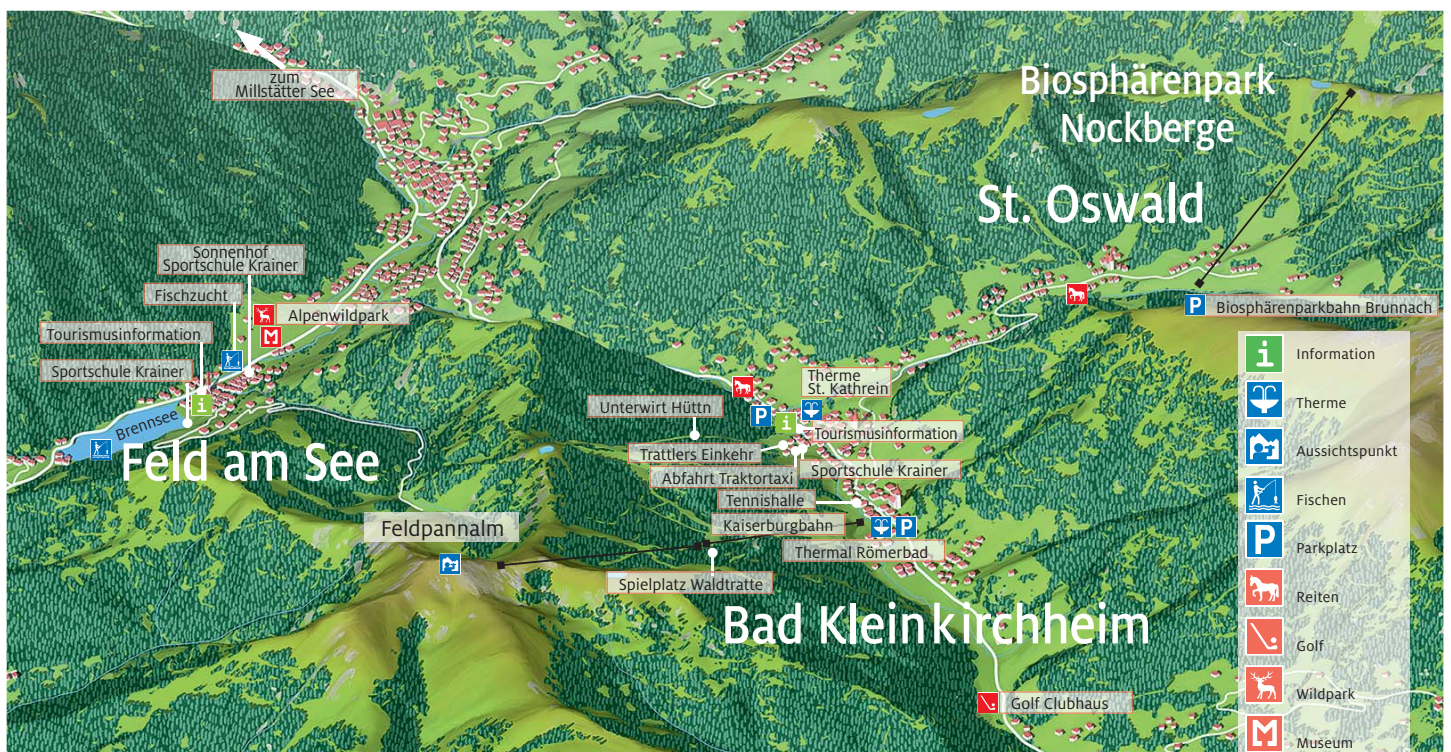 zum
Millstätter See
Biosphärenpark
Nockberge
St. Oswald
Sonnenhof
Sportschule Krainer
Fischzucht
Alpenwildpark
Tourismusinformation
Sportschule Krainer
Brennsee
Feld am See
Biosphärenparkbahn Brunnach
P
Therme
St. Kathrein
Unterwirt Hüttn
P
i
Tourismusinformation
Trattlers Einkehr
Abfahrt Traktortaxi
Sportschule Krainer
Tennishalle
Kaiserburgbahn
P
Thermal Römerbad
Feldpannalm
Spielplatz Waldtratte
Bad Kleinkirchheim
Golf Clubhaus
M
i
i Information
Therme
Aussichtspunkt
Fischen
P Parkplatz
Reiten
Golf
Wildpark
M Museum